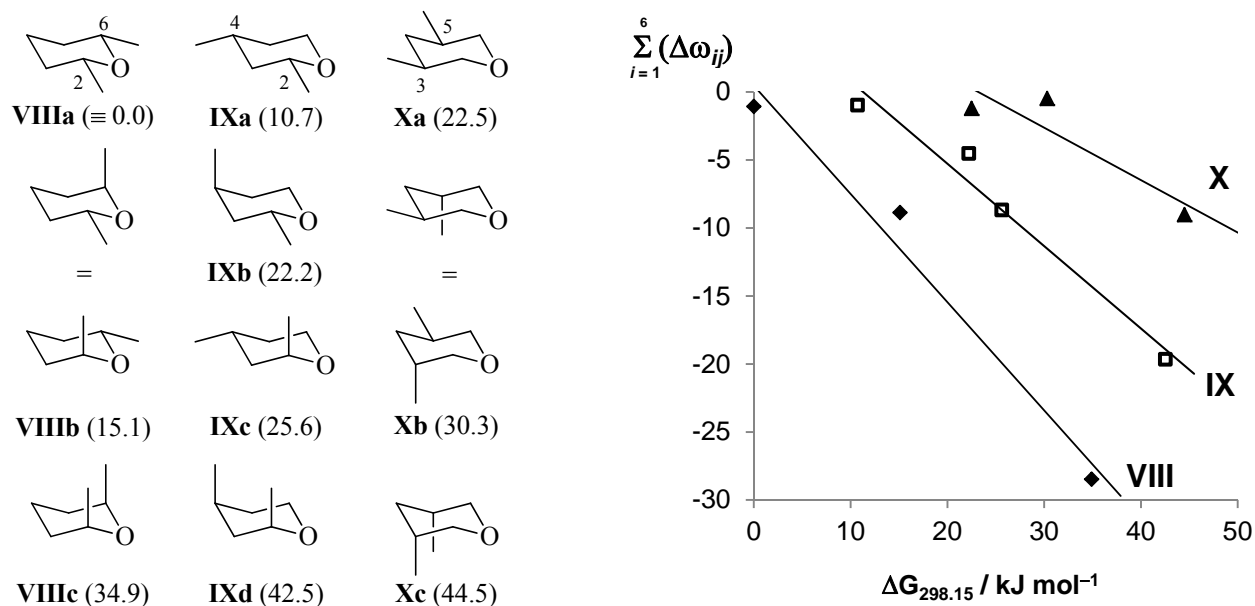 6
2
O
VIIIa (≡ 0.0)
4
2
O
IXa (10.7)
5
3
O
Xa (22.5)
O
=
O
IXb (22.2)
O
=
O
VIIIb (15.1)
O
IXc (25.6)
O
Xb (30.3)
O
VIIIc (34.9)
O
IXd (42.5)
O
Xc (44.5)
6
Σ(Δωij)
i = 1
0
-5
-10
-15
-20
-25
-30
X
IX
VIII
0 10 20 30 40 50
ΔG298.15 / kJ mol–1